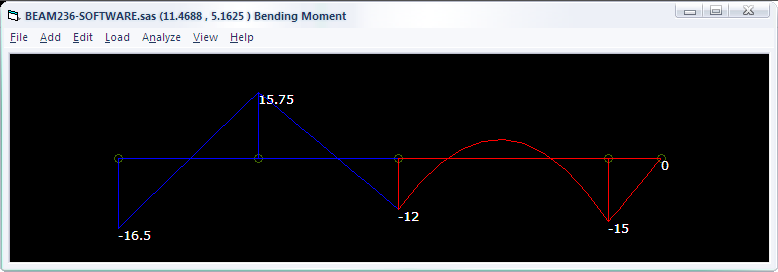 BEAM236-SOFTWARE.sas (11.4688 , 5.1625 ) Bending Moment
File Add Edit Load Analyze View Help
15.75
0
-12
-15
-16.5